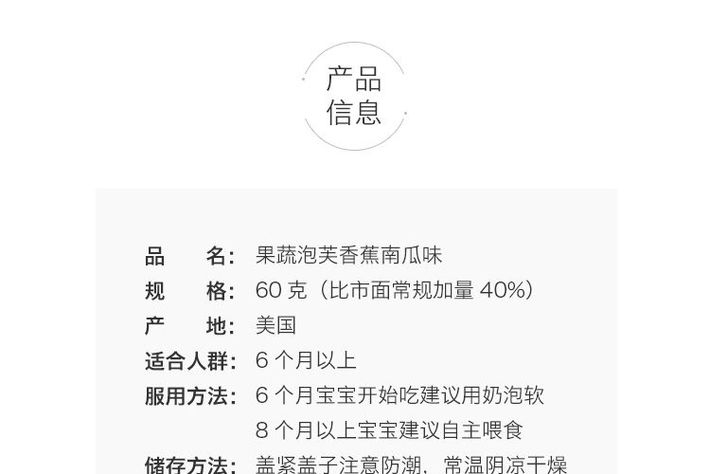 产品
信息
品 名： 果蔬泡芙香蕉南瓜味
规 格： 60 克（比市面常规加量 40%）
产 地： 美国
适合人群： 6 个月以上
服用方法： 6 个月宝宝开始吃建议用奶泡软
8 个月以上宝宝建议自主喂食
储存方法： 盖紧盖子注意防潮，常温阴凉干燥